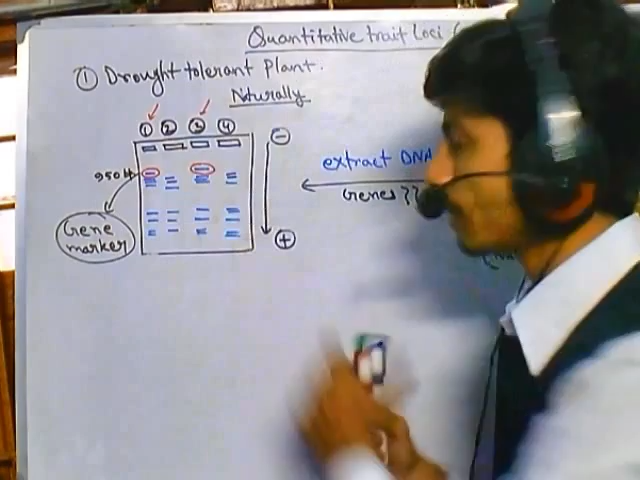 Quantitative trait Loci (
① Drought tolerant Plant.
Naturally
① ② ③ ④
⊖
950
extract DNA
Genes ??
Gene
marker
⊕